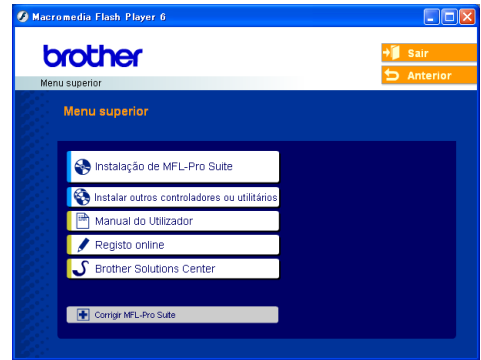 Macromedia Flash Player 6
brother
Sair
Anterior
Menu superior
Menu superior
Instalação de MFL-Pro Suite
Instalar outros controladores ou utilitários
Manual do Utilizador
Registo online
Brother Solutions Center
Corrigir MFL-Pro Suite